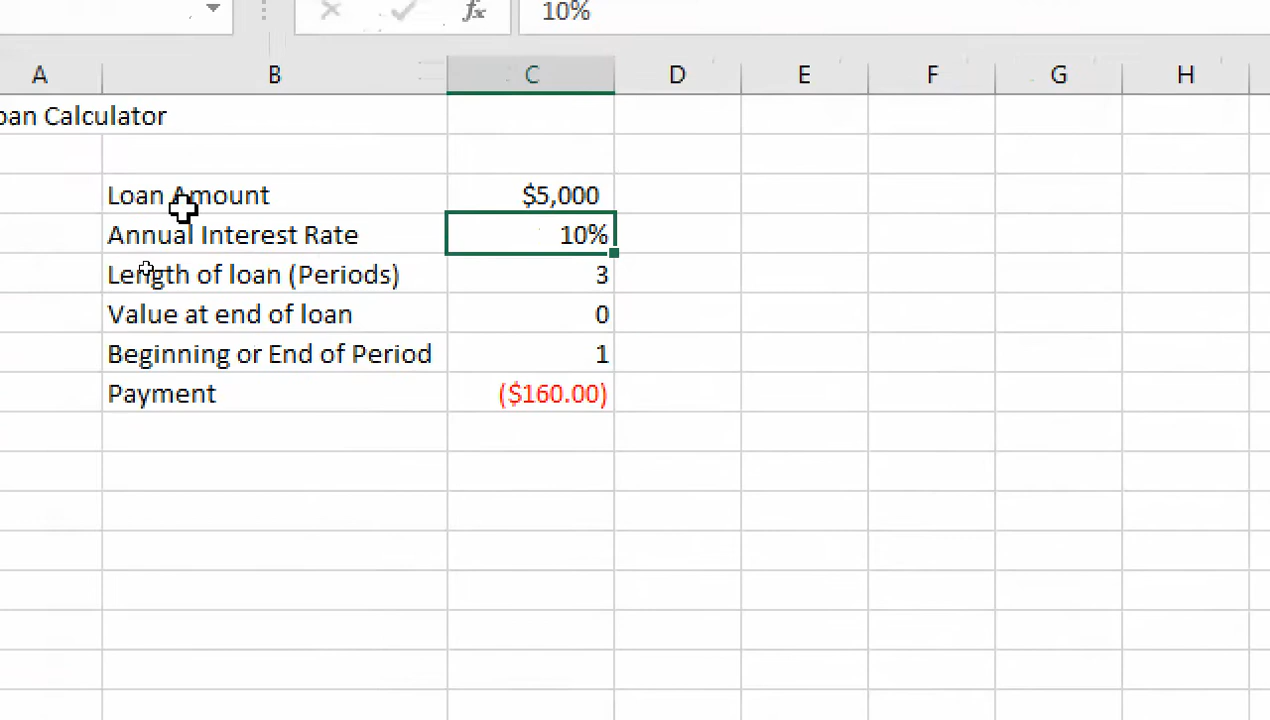 fx 10%
A B C D E F G H
oan Calculator
Loan Amount $5,000
Annual Interest Rate 10%
Length of loan (Periods) 3
Value at end of loan 0
Beginning or End of Period 1
Payment ($160.00)